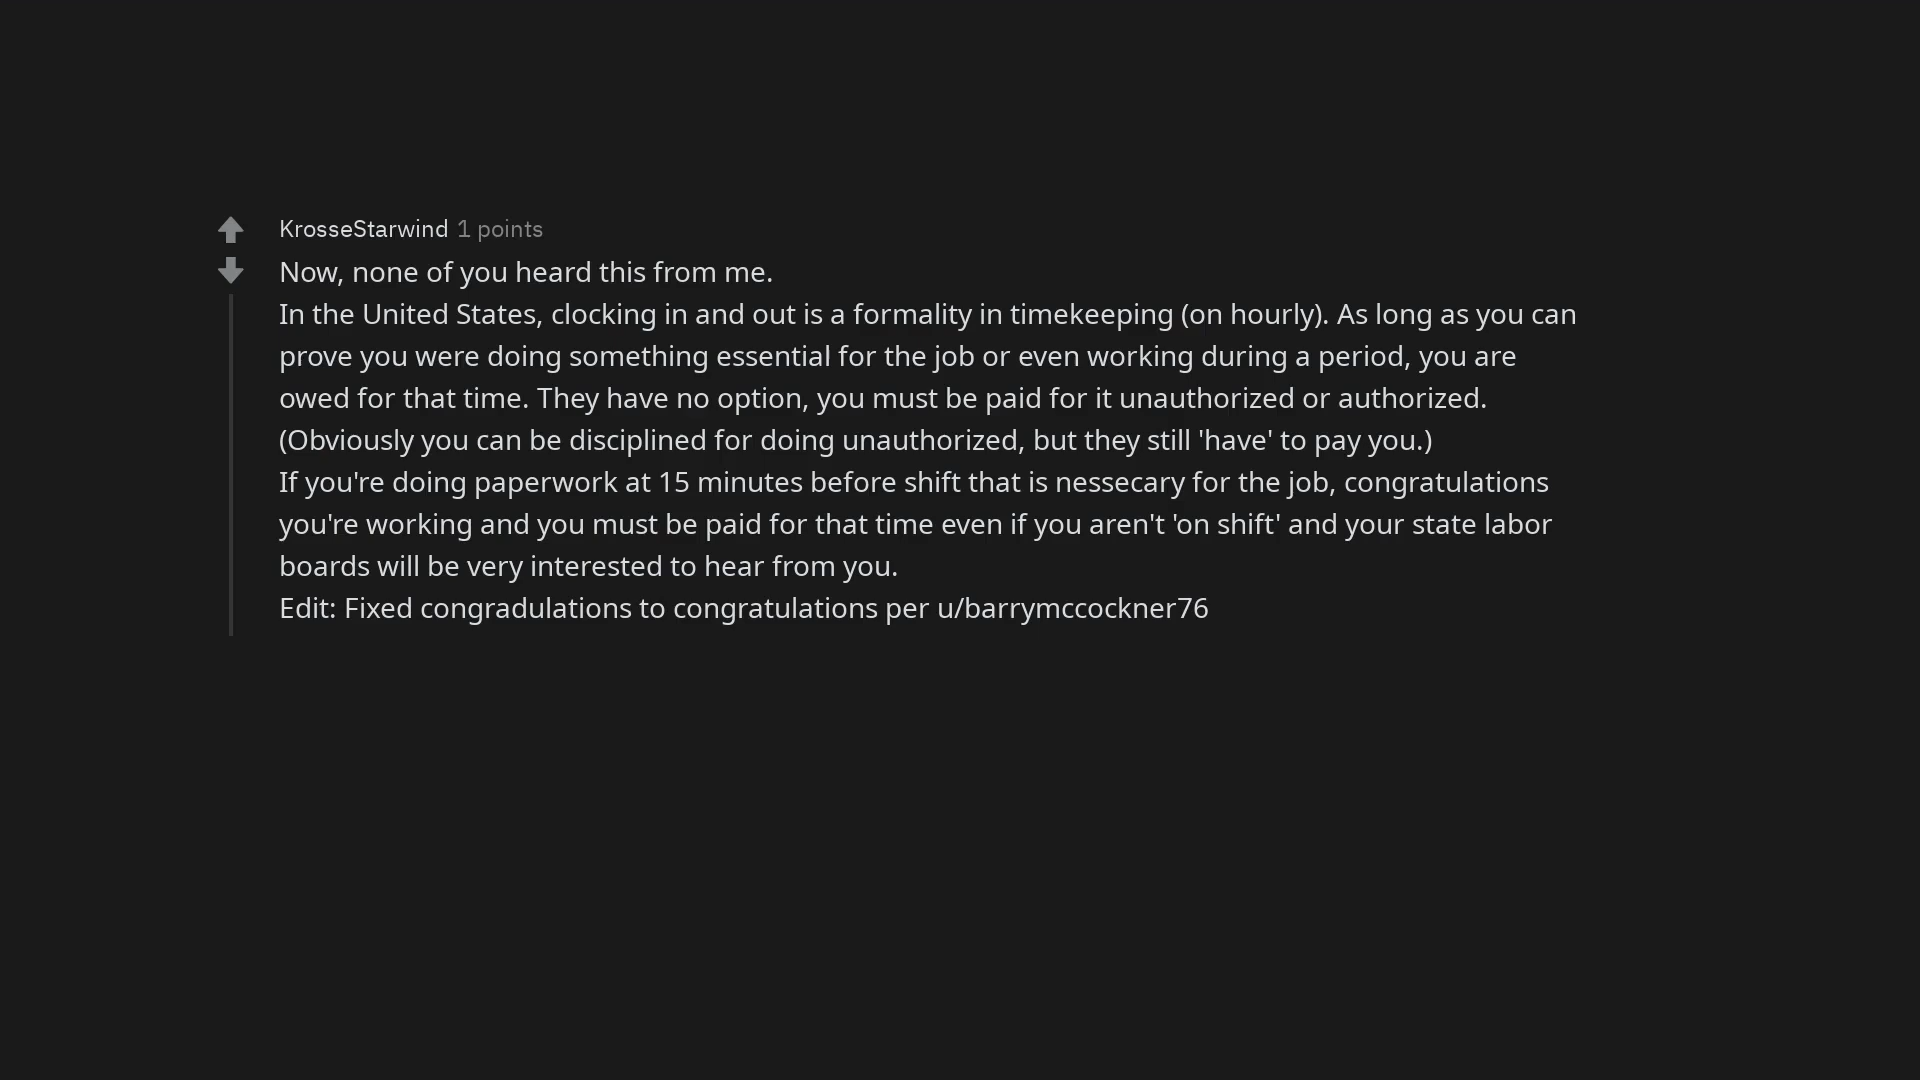 KrosseStarwind 1 points
Now, none of you heard this from me.
In the United States, clocking in and out is a formality in timekeeping (on hourly). As long as you can
prove you were doing something essential for the job or even working during a period, you are
owed for that time. They have no option, you must be paid for it unauthorized or authorized.
(Obviously you can be disciplined for doing unauthorized, but they still 'have' to pay you.)
If you're doing paperwork at 15 minutes before shift that is nessecary for the job, congratulations
you're working and you must be paid for that time even if you aren't 'on shift' and your state labor
boards will be very interested to hear from you.
Edit: Fixed congradulations to congratulations per u/barrymccockner76